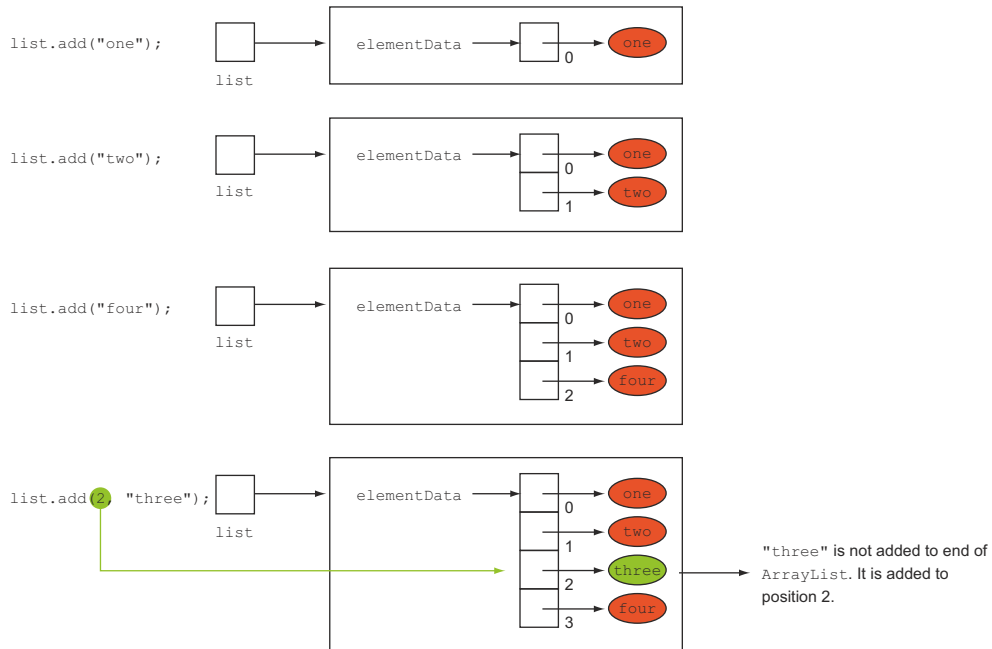 list.add("one");
list
elementData
0
one
list.add("two");
list
elementData
0
one
1
two
list.add("four");
list
elementData
0
one
1
two
2
four
list.add(2, "three");
list
elementData
0
one
1
two
2
three
3
four
"three" is not added to end of
ArrayList. It is added to
position 2.